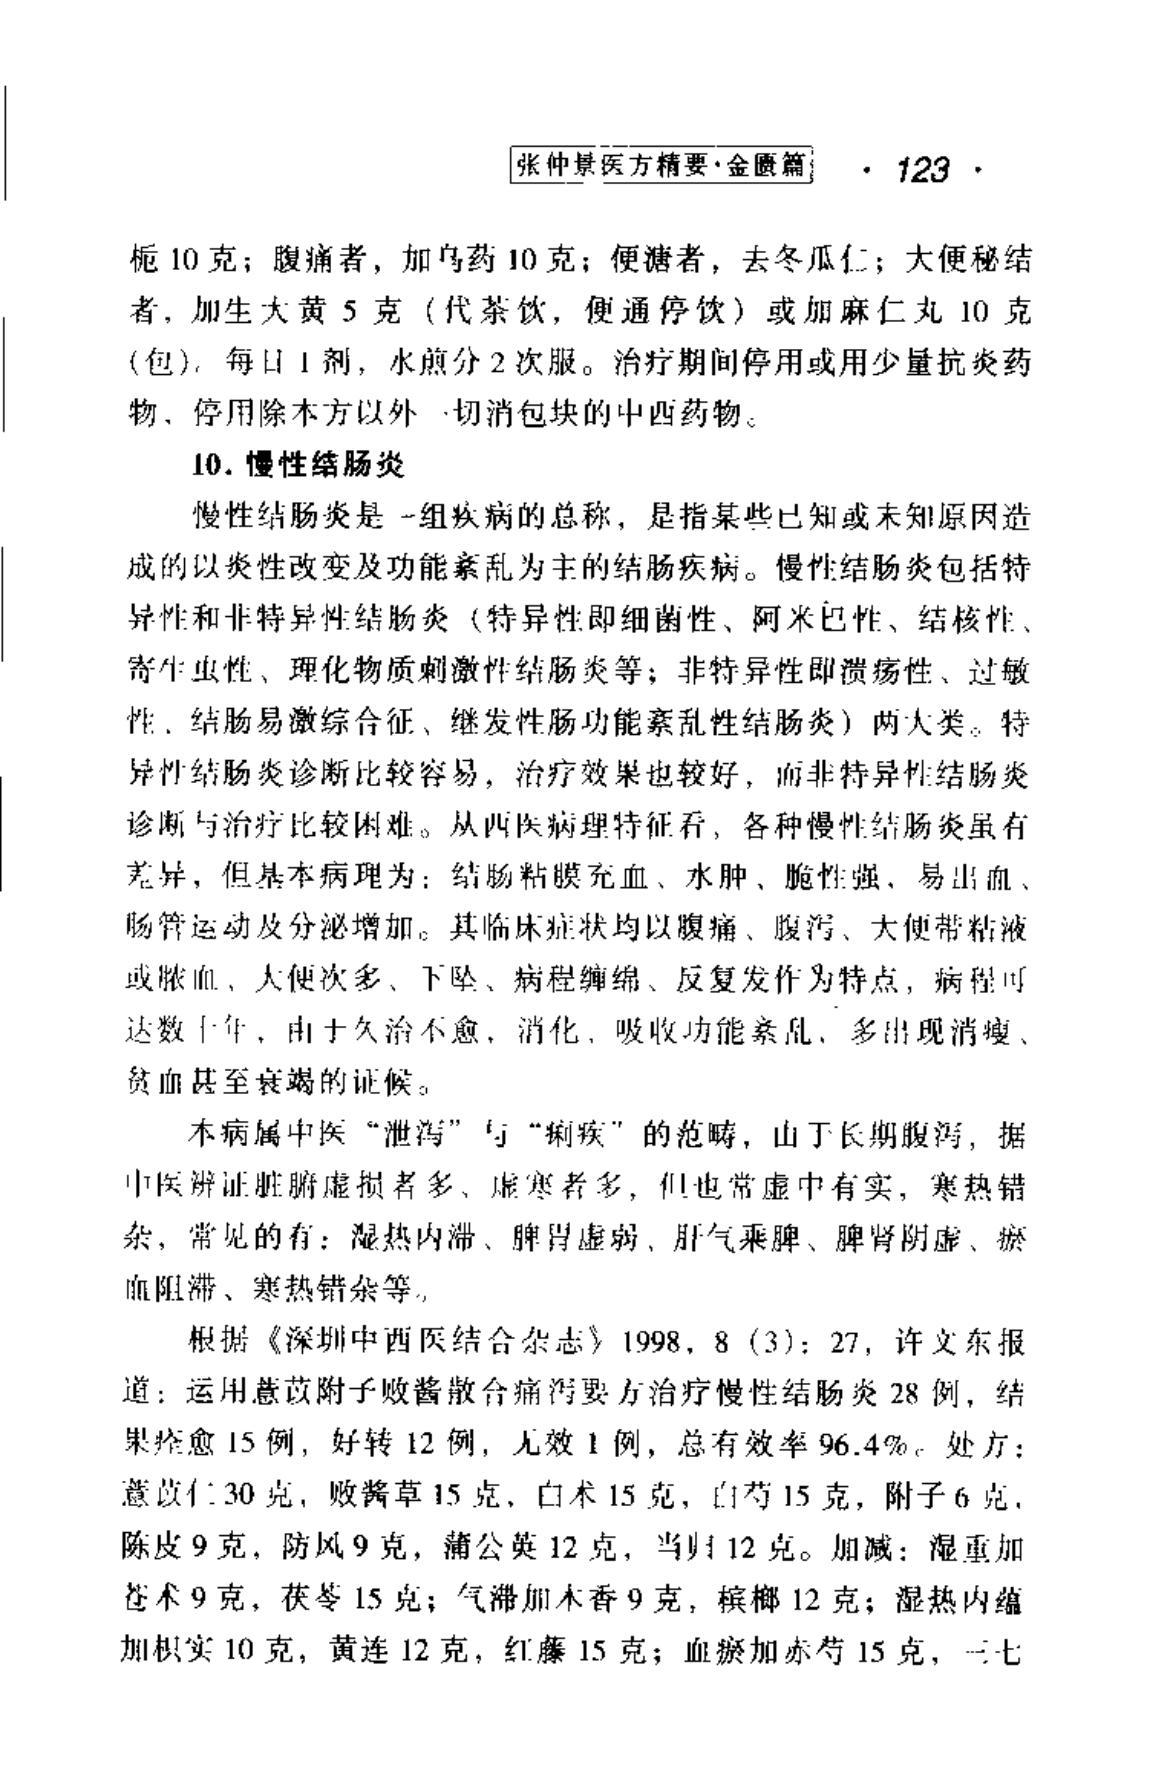 张仲景医方精要·金匮篇 · 123 ·
栀 10 克；腹痛者，加乌药 10 克；便溏者，去冬瓜仁；大便秘结
者，加生大黄 5 克（代茶饮，便通停饮）或加麻仁丸 10 克
（包），每日 1 剂，水煎分 2 次服。治疗期间停用或用少量抗炎药
物，停用除本方以外一切消包块的中西药物。
10. 慢性结肠炎
慢性结肠炎是一组疾病的总称，是指某些已知或未知原因造
成的以炎性改变及功能紊乱为主的结肠疾病。慢性结肠炎包括特
异性和非特异性结肠炎（特异性即细菌性、阿米巴性、结核性、
寄生虫性、理化物质刺激性结肠炎等；非特异性即溃疡性、过敏
性、结肠易激综合征、继发性肠功能紊乱性结肠炎）两大类。特
异性结肠炎诊断比较容易，治疗效果也较好，而非特异性结肠炎
诊断与治疗比较困难。从西医病理特征看，各种慢性结肠炎虽有
差异，但基本病理为：结肠粘膜充血、水肿、脆性强、易出血、
肠管运动及分泌增加。其临床症状均以腹痛、腹泻、大便带粘液
或脓血、大便次多、下坠、病程缠绵、反复发作为特点，病程可
达数十年，由于久治不愈，消化、吸收功能紊乱，多出现消瘦、
贫血甚至衰竭的证候。
本病属中医“泄泻”与“痢疾”的范畴，由于长期腹泻，据
中医辨证脏腑虚损者多、虚寒者多，但也常虚中有实，寒热错
杂，常见的有：湿热内滞、脾胃虚弱、肝气乘脾、脾肾阴虚、瘀
血阻滞、寒热错杂等。
根据《深圳中西医结合杂志》1998，8（3）：27，许文东报
道：运用薏苡附子败酱散合痛泻要方治疗慢性结肠炎 28 例，结
果痊愈 15 例，好转 12 例，无效 1 例，总有效率 96.4%。处方：
薏苡仁 30 克，败酱草 15 克，白术 15 克，白芍 15 克，附子 6 克，
陈皮 9 克，防风 9 克，蒲公英 12 克，当归 12 克。加减：湿重加
苍术 9 克，茯苓 15 克；气滞加木香 9 克，槟榔 12 克；湿热内蕴
加枳实 10 克，黄连 12 克，红藤 15 克；血瘀加赤芍 15 克，三七